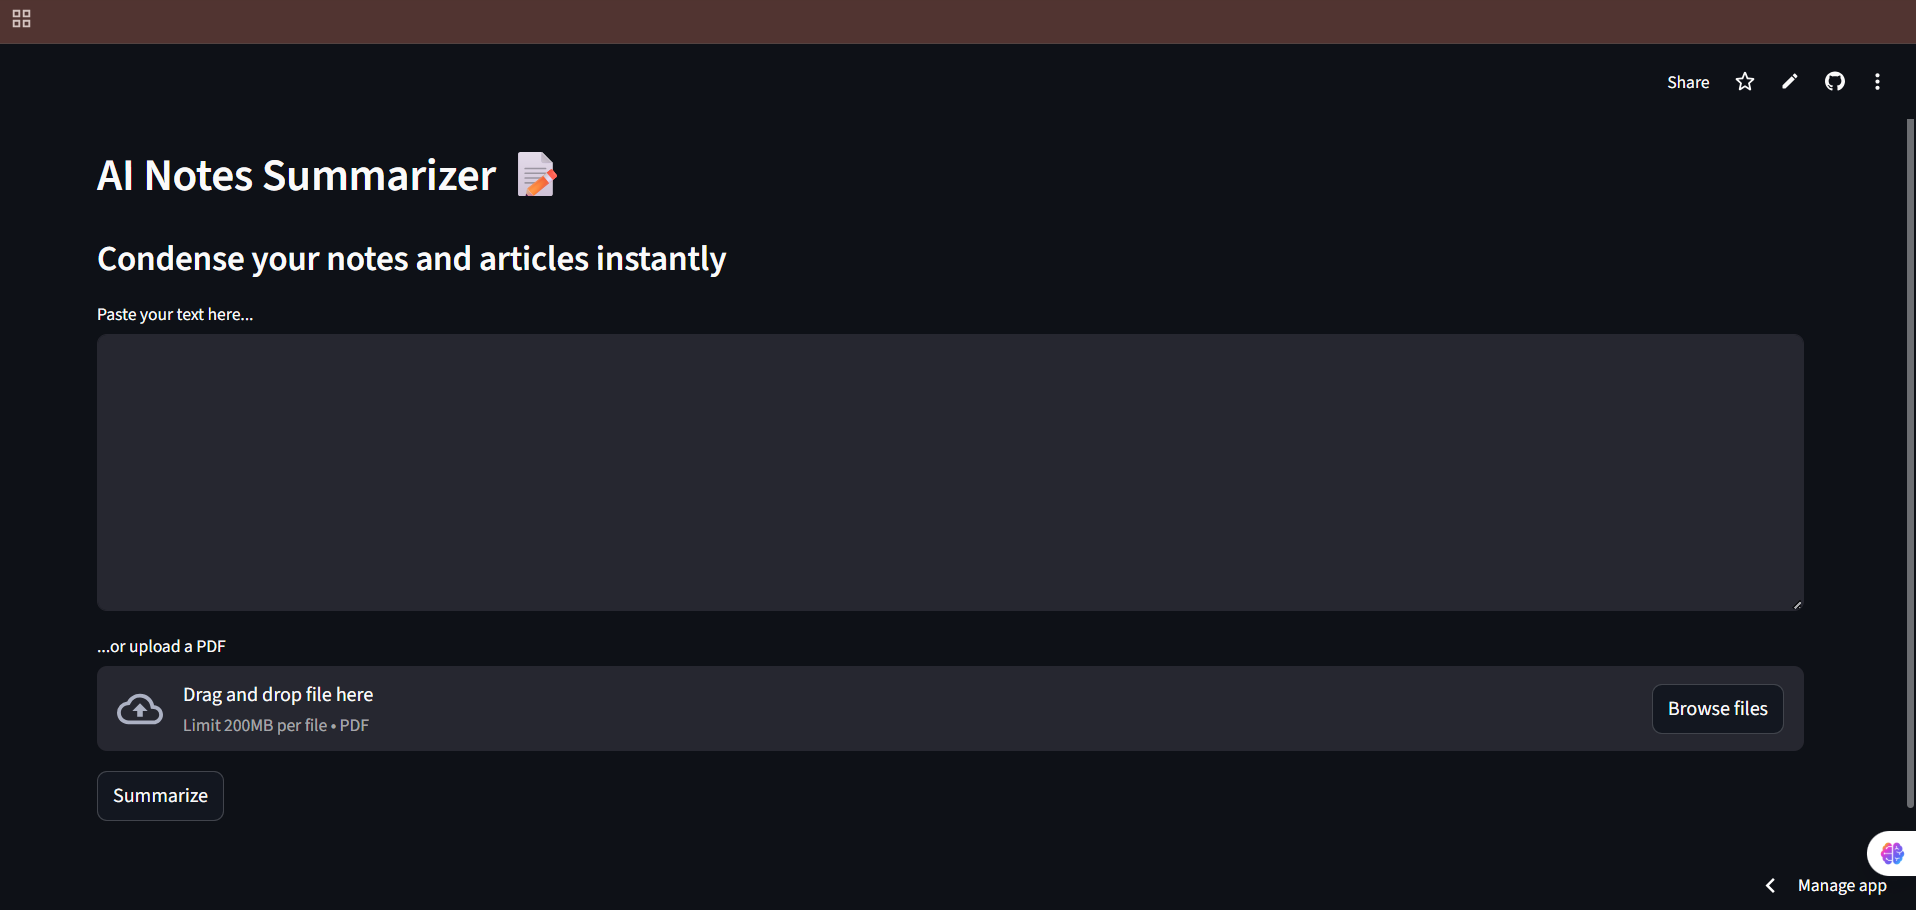 Share
AI Notes Summarizer
Condense your notes and articles instantly
Paste your text here...
...or upload a PDF
Drag and drop file here
Limit 200MB per file • PDF
Browse files
Summarize
Manage app